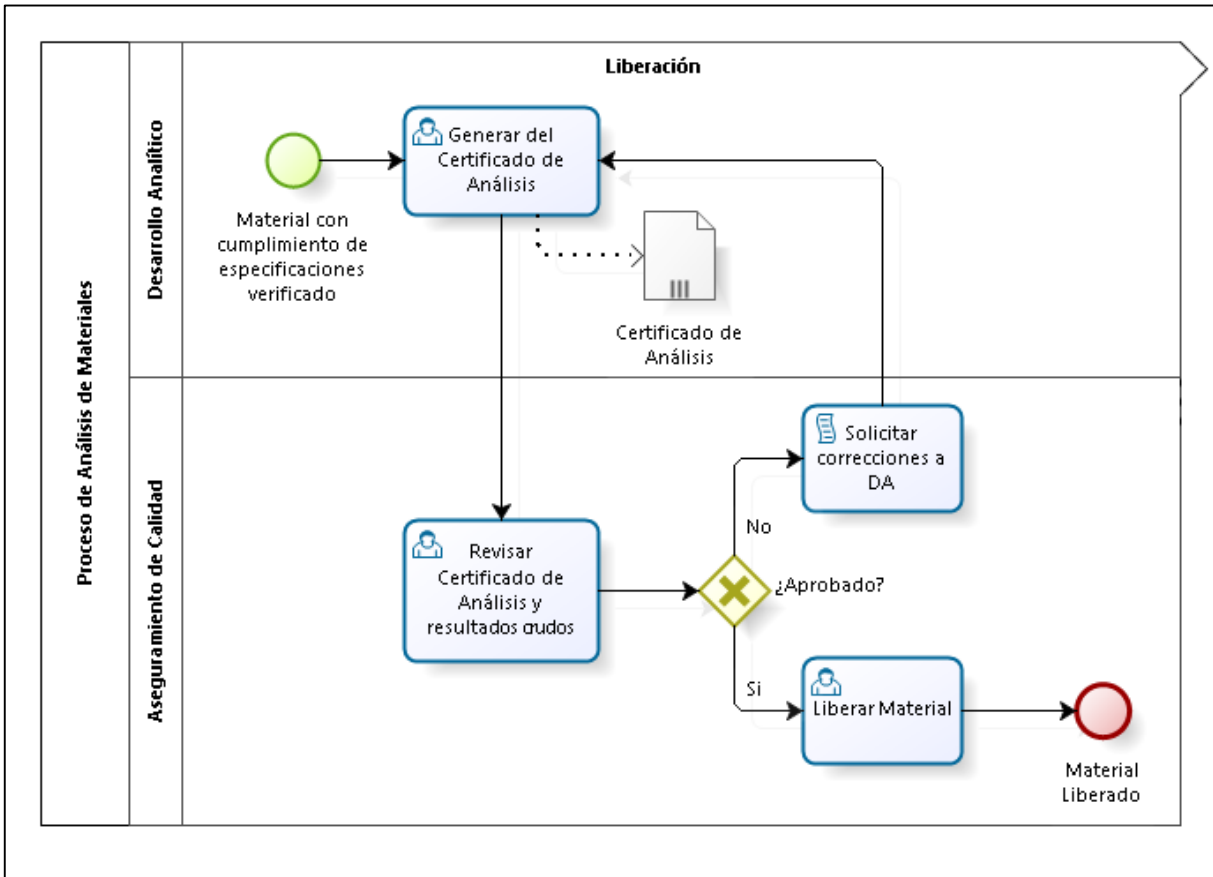 Liberación
Proceso de Análisis de Materiales
Desarrollo Analítico
Generar del
Certificado de
Análisis
Material con
cumplimiento de
especificaciones
verificado
Certificado de
Análisis
Aseguramiento de Calidad
Solicitar
correcciones a
DA
No
Revisar
Certificado de
Análisis y
resultados crudos
¿Aprobado?
Si
Liberar Material
Material
Liberado